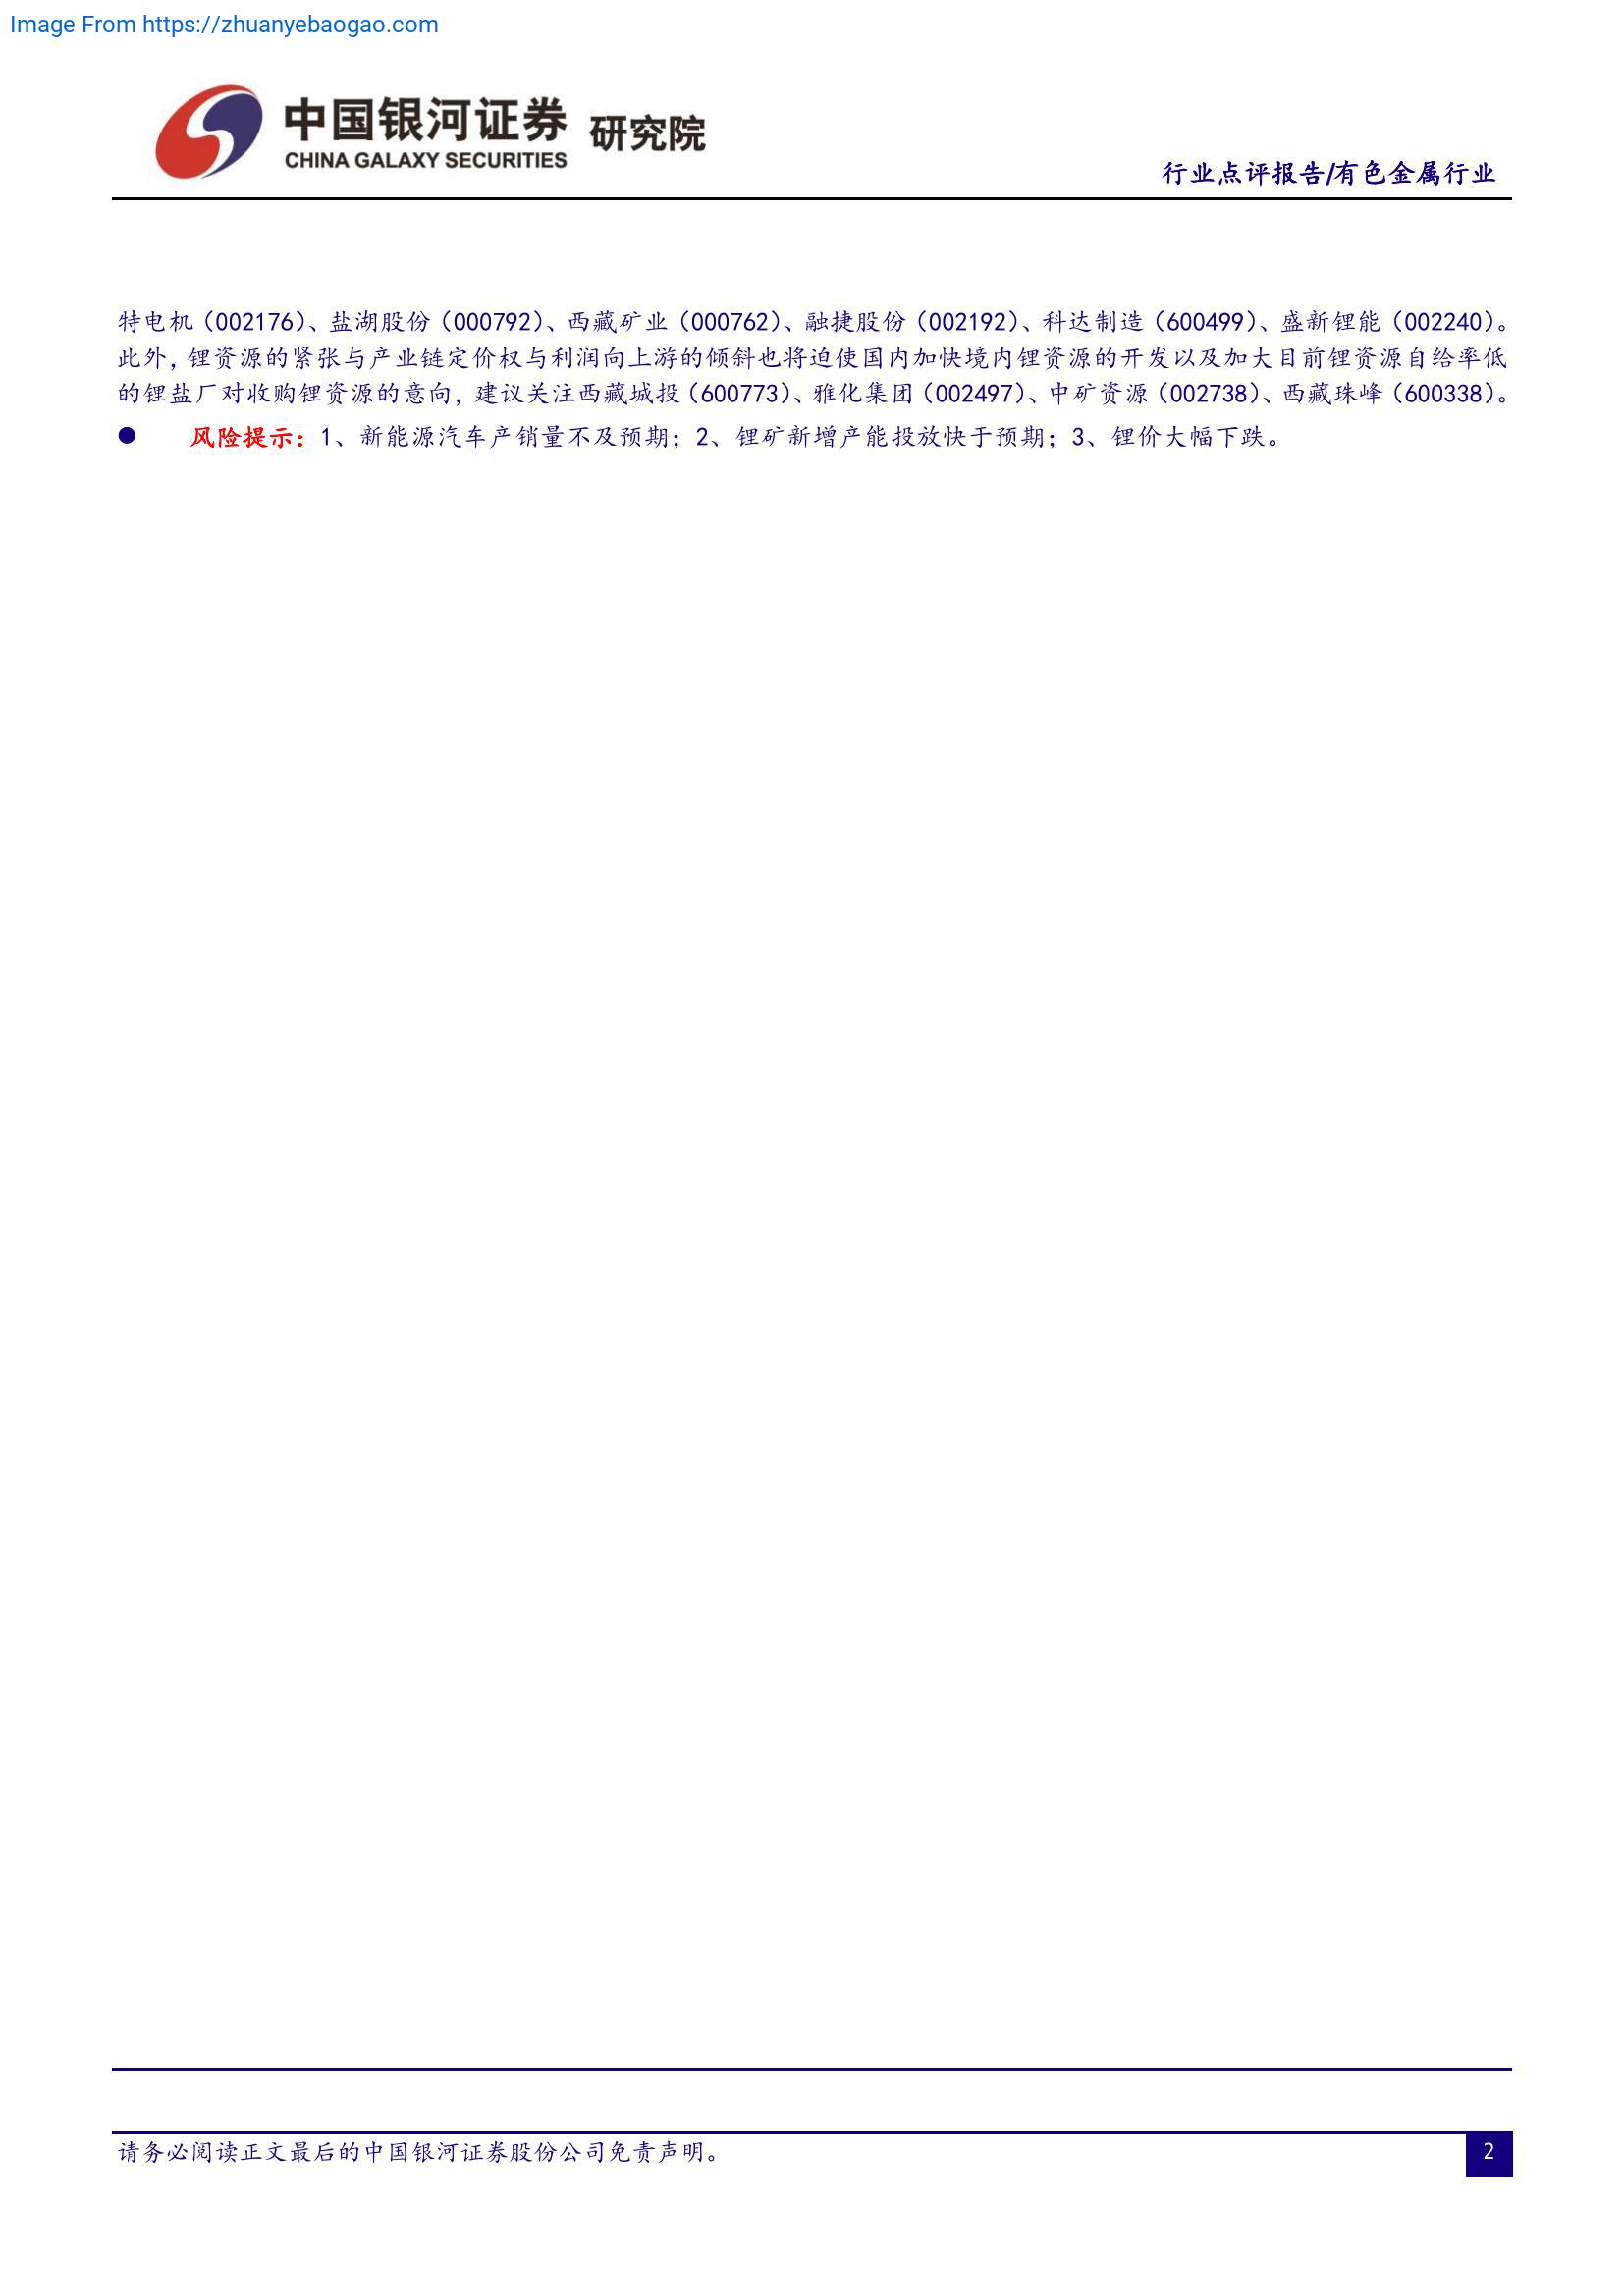 Image From https://zhuanyebaogao.com
中国银河证券 研究院
CHINA GALAXY SECURITIES
行业点评报告/有色金属行业
特电机（002176）、盐湖股份（000792）、西藏矿业（000762）、融捷股份（002192）、科达制造（600499）、盛新锂能（002240）。
此外，锂资源的紧张与产业链定价权与利润向上游的倾斜也将迫使国内加快境内锂资源的开发以及加大目前锂资源自给率低
的锂盐厂对收购锂资源的意向，建议关注西藏城投（600773）、雅化集团（002497）、中矿资源（002738）、西藏珠峰（600338）。
● 风险提示：1、新能源汽车产销量不及预期；2、锂矿新增产能投放快于预期；3、锂价大幅下跌。
请务必阅读正文最后的中国银河证券股份公司免责声明。
2